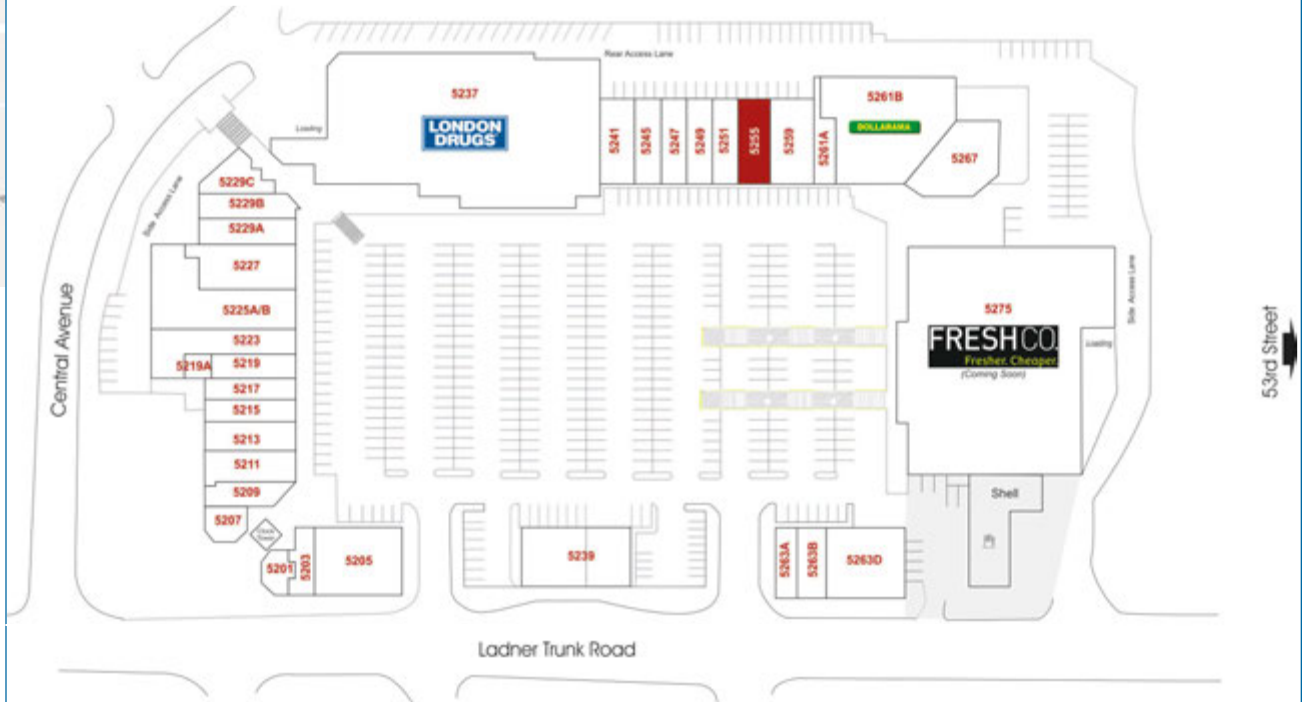 Rear Access Lane
5237
LONDON
DRUGS
Loading
5241
5245
5247
5249
5251
5255
5259
5261A
5261B
DOLLARAMA
5267
5229C
5229B
5229A
5227
5225A/B
5223
5219A
5219
5217
5215
5213
5211
5209
5207
Side Access Lane
Central Avenue
5275
FRESHCO.
Fresher. Cheaper.
(Coming Soon)
Loading
Side Access Lane
53rd Street
Shell
5201
5203
5205
5239
5263A
5263B
5263D
Ladner Trunk Road